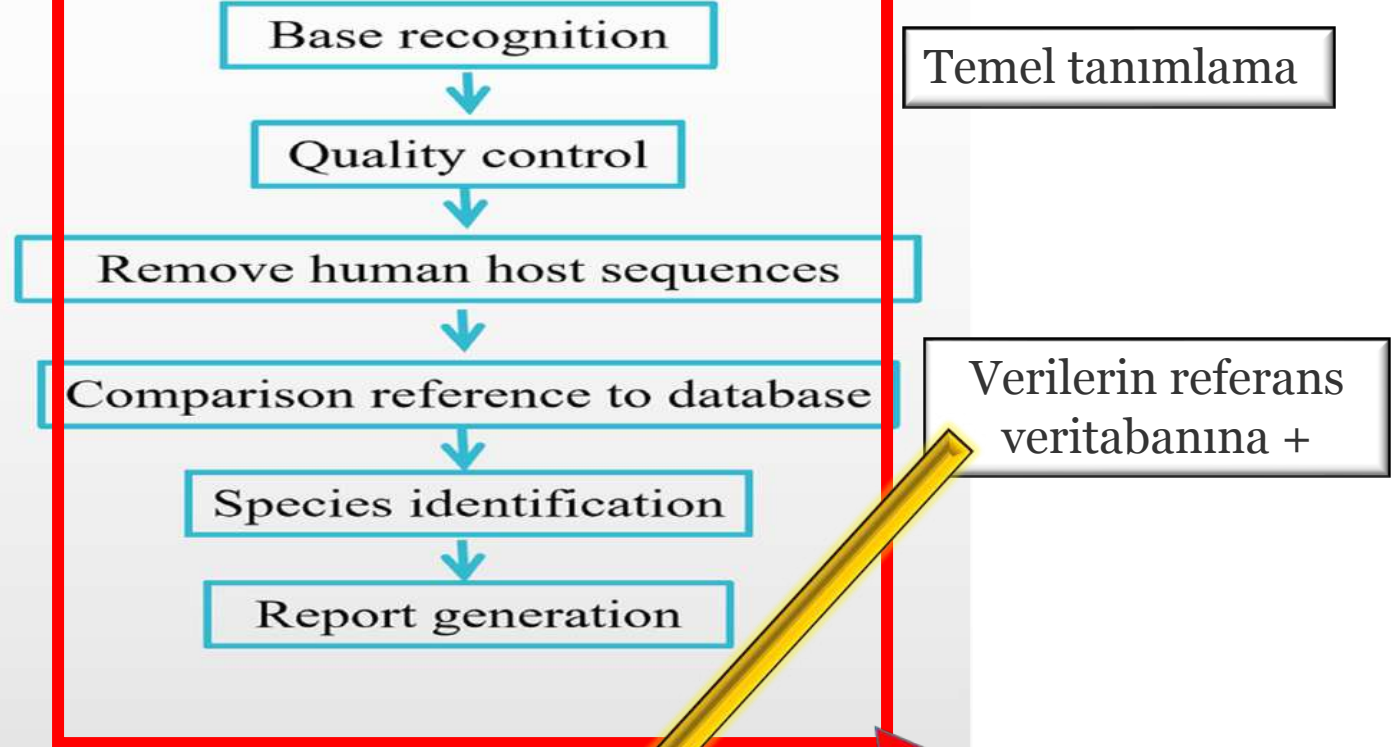 Base recognition
Temel tanımlama
Quality control
Remove human host sequences
Comparison reference to database
Verilerin referans
veritabanına +
Species identification
Report generation